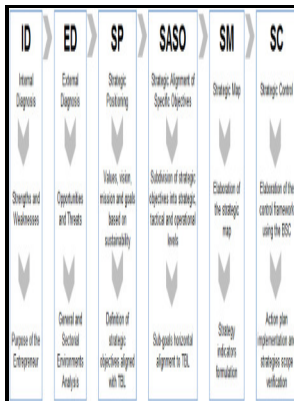 ID
Internal
Diagnosis
Strengths and
Weaknesses
Purpose of the
Entrepreneur
ED
External
Diagnosis
Opportunities
and Threats
General and
Sectorial
Environments
Analysis
SP
Strategic
Positioning
Values, vision,
mission and goals
based on
sustainability
Definition of
strategic
objectives aligned
with TBL
SASO
Strategic Alignment of
Specific Objectives
Subdivision of strategic
objectives into strategic,
tactical and operational
levels
Sub-goals horizontal
alignment to TBL
SM
Strategic Map
Elaboration of
the strategic
map
Strategy
indicators
formulation
SC
Strategic Control
Elaboration of the
control framework
using the BSC
Action plan
implementation and
strategies scope
verification